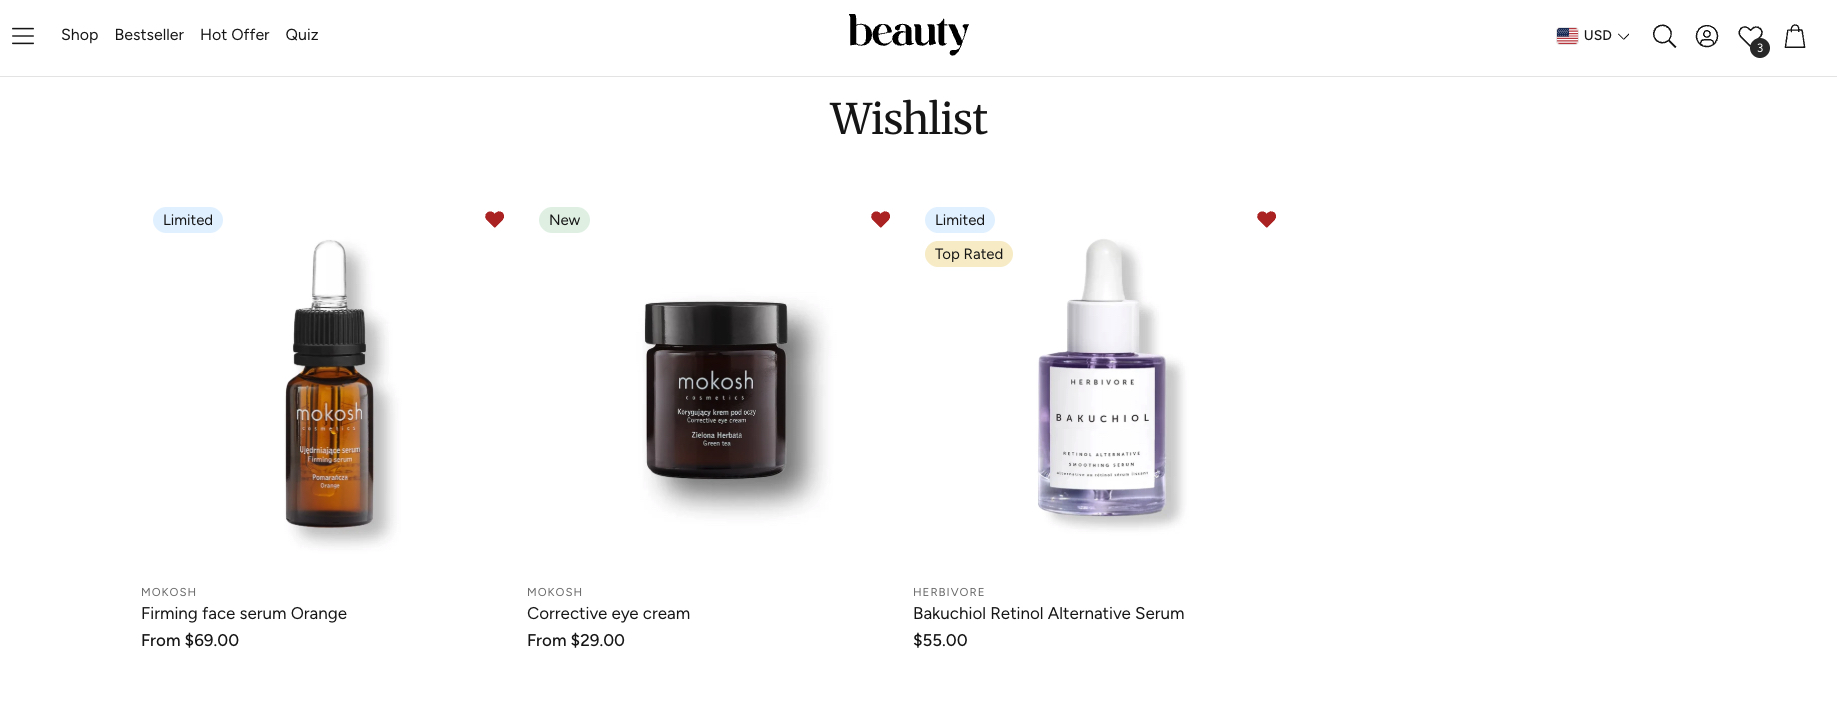 Shop Bestseller Hot Offer Quiz
beauty
USD
3
Wishlist
Limited
mokosh
cosmetics
Ujędrniające serum
Firming serum
Pomarańcza
Orange
MOKOSH
Firming face serum Orange
From $69.00
New
mokosh
cosmetics
Korygujący krem pod oczy
Corrective eye cream
Zielona Herbata
Green tea
MOKOSH
Corrective eye cream
From $29.00
Limited
Top Rated
HERBIVORE
BAKUCHIOL
RETINOL ALTERNATIVE
SMOOTHING SERUM
HERBIVORE
Bakuchiol Retinol Alternative Serum
$55.00